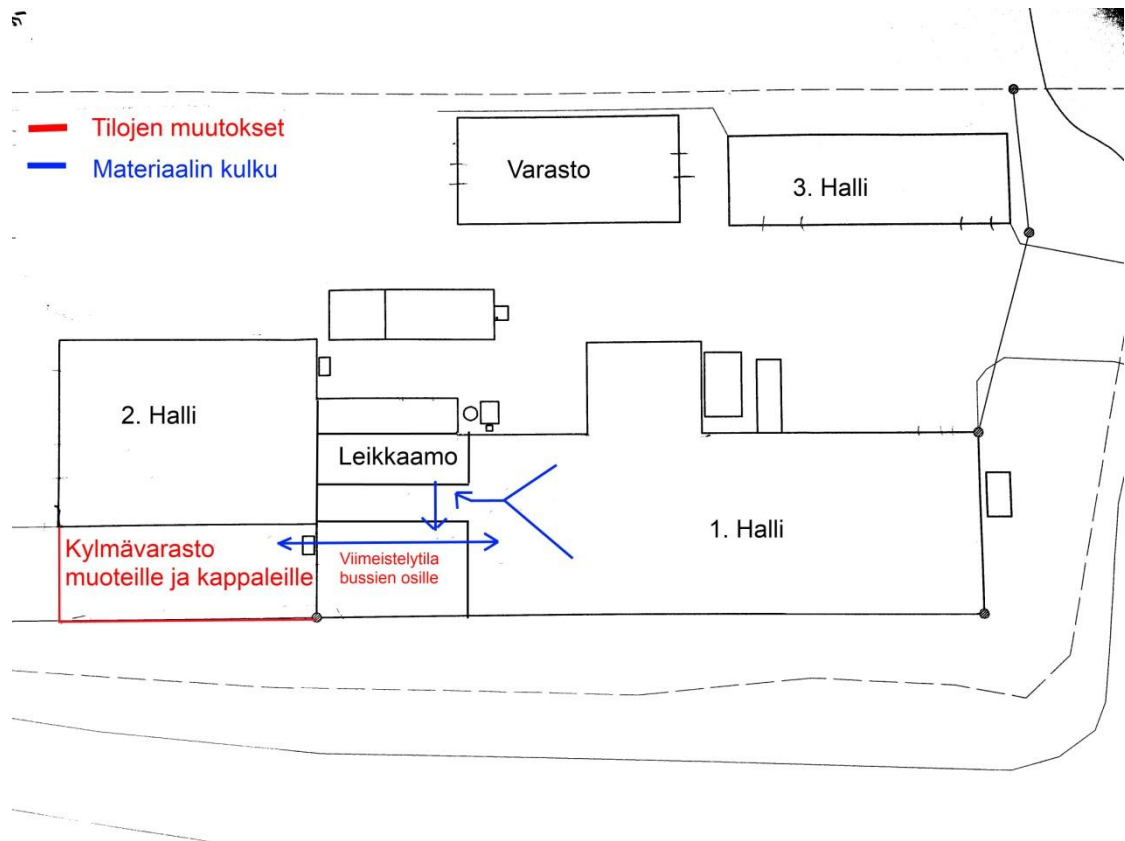 Tilojen muutokset
Materiaalin kulku
Varasto
3. Halli
2. Halli
Leikkaamo
1. Halli
Kylmävarasto
muoteille ja kappaleille
Viimeistelytila
bussien osille